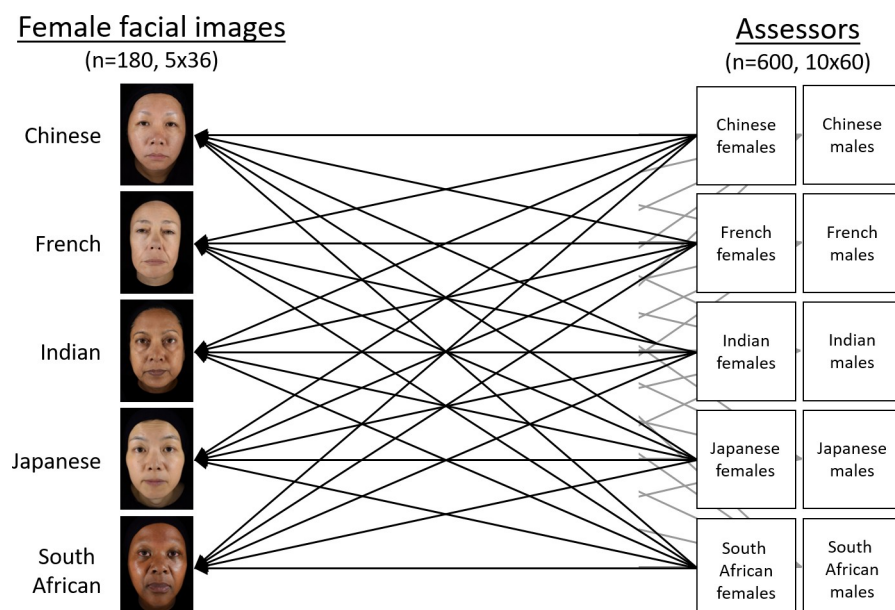 Female facial images
(n=180, 5x36)
Assessors
(n=600, 10x60)
Chinese
French
Indian
Japanese
South
African
Chinese
females
Chinese
males
French
females
French
males
Indian
females
Indian
males
Japanese
females
Japanese
males
South
African
females
South
African
males